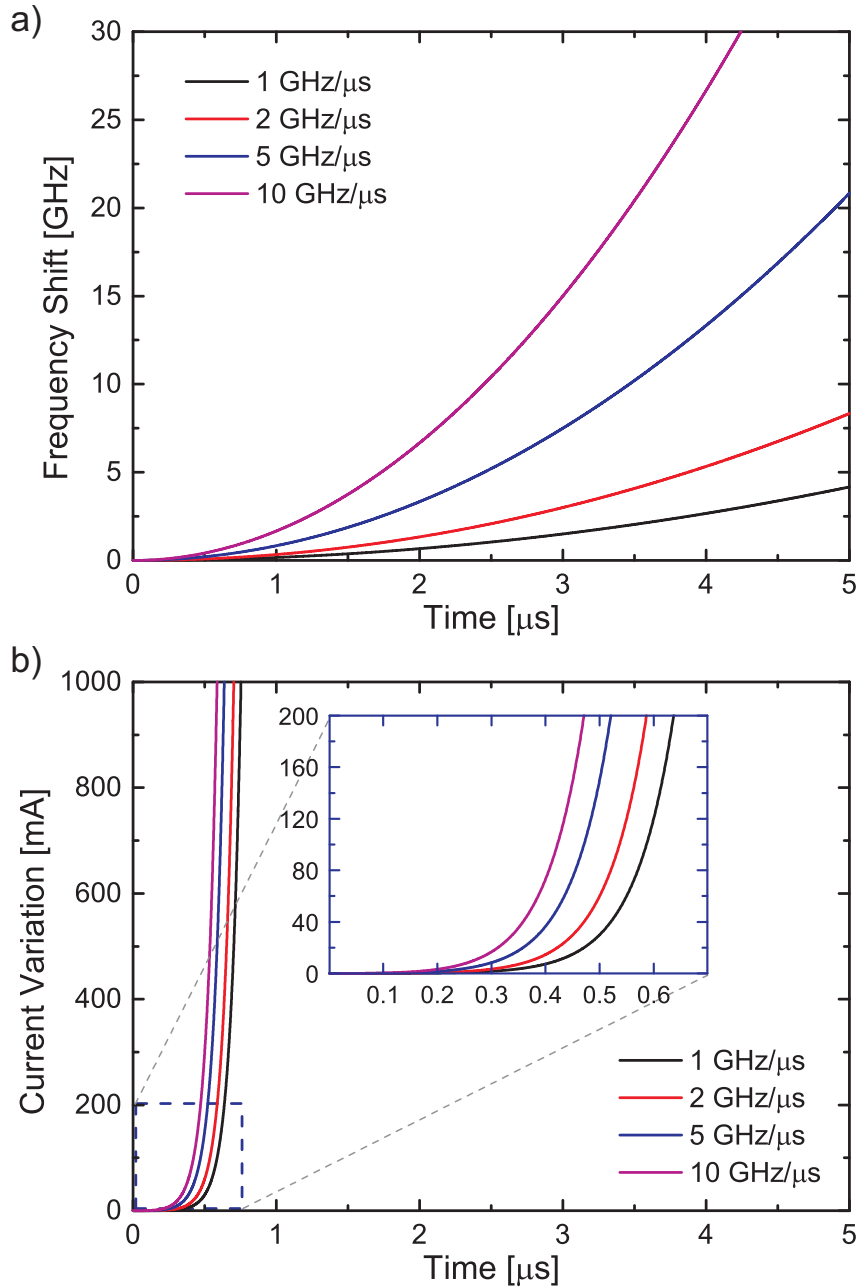 a)
30
25
20
15
10
5
0
Frequency Shift [GHz]
1 GHz/μs
2 GHz/μs
5 GHz/μs
10 GHz/μs
0 1 2 3 4 5
Time [μs]
b)
1000
800
600
400
200
0
Current Variation [mA]
200
160
120
80
40
0
0.1 0.2 0.3 0.4 0.5 0.6
1 GHz/μs
2 GHz/μs
5 GHz/μs
10 GHz/μs
0 1 2 3 4 5
Time [μs]